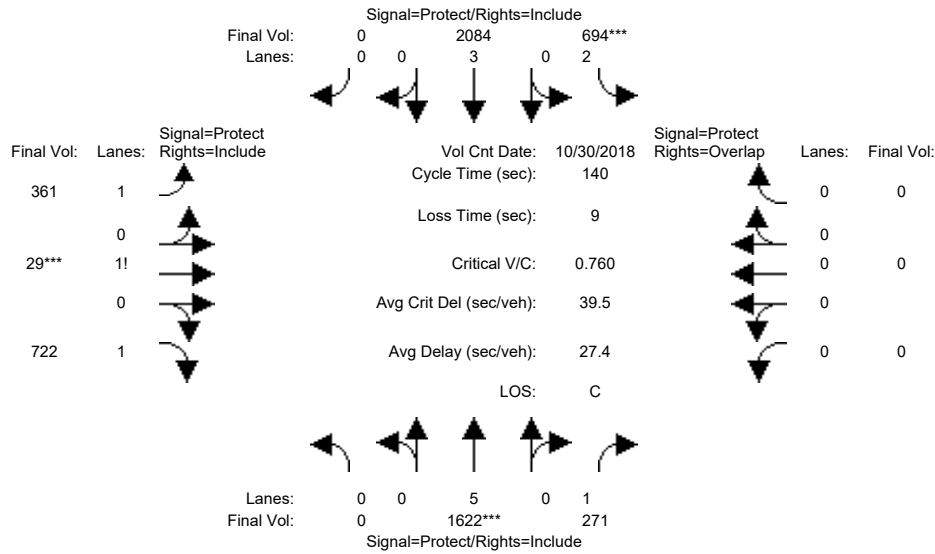 Signal=Protect/Rights=Include
Final Vol: 0 2084 694***
Lanes: 0 0 3 0 2
Signal=Protect
Final Vol: Lanes: Rights=Include
Vol Cnt Date: 10/30/2018
Signal=Protect
Rights=Overlap Lanes: Final Vol:
Cycle Time (sec): 140
361 1 0 0
Loss Time (sec): 9
0 0
29*** 1! Critical V/C: 0.760 0 0
0 Avg Crit Del (sec/veh): 39.5 0
722 1 Avg Delay (sec/veh): 27.4 0 0
LOS: C
Lanes: 0 0 5 0 1
Final Vol: 0 1622*** 271
Signal=Protect/Rights=Include